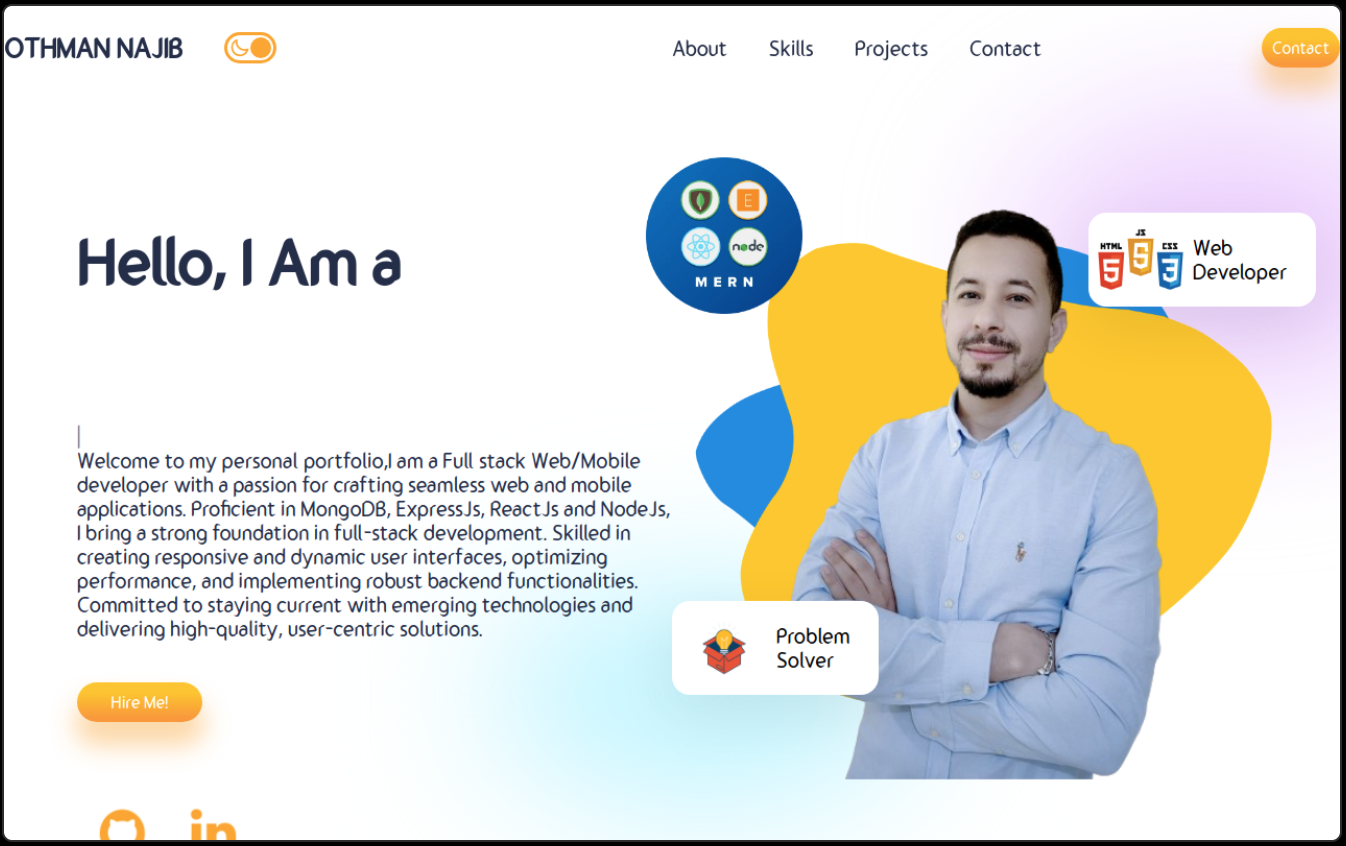 OTHMAN NAJIB
About Skills Projects Contact
Contact
E
node
MERN
Hello, I Am a
HTML
5
JS
5
CSS
3
Web
Developer
Welcome to my personal portfolio,I am a Full stack Web/Mobile
developer with a passion for crafting seamless web and mobile
applications. Proficient in MongoDB, ExpressJs, ReactJs and NodeJs,
I bring a strong foundation in full-stack development. Skilled in
creating responsive and dynamic user interfaces, optimizing
performance, and implementing robust backend functionalities.
Committed to staying current with emerging technologies and
delivering high-quality, user-centric solutions.
Problem
Solver
Hire Me!
in